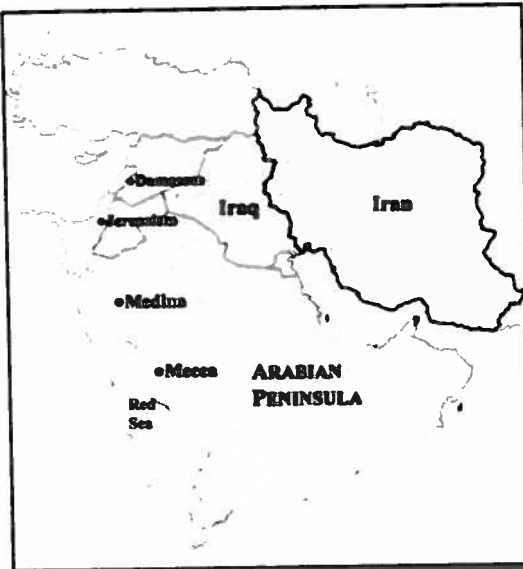 Damascus
Iraq
Iran
Jerusalem
Medina
Mecca
ARABIAN
PENINSULA
Red
Sea